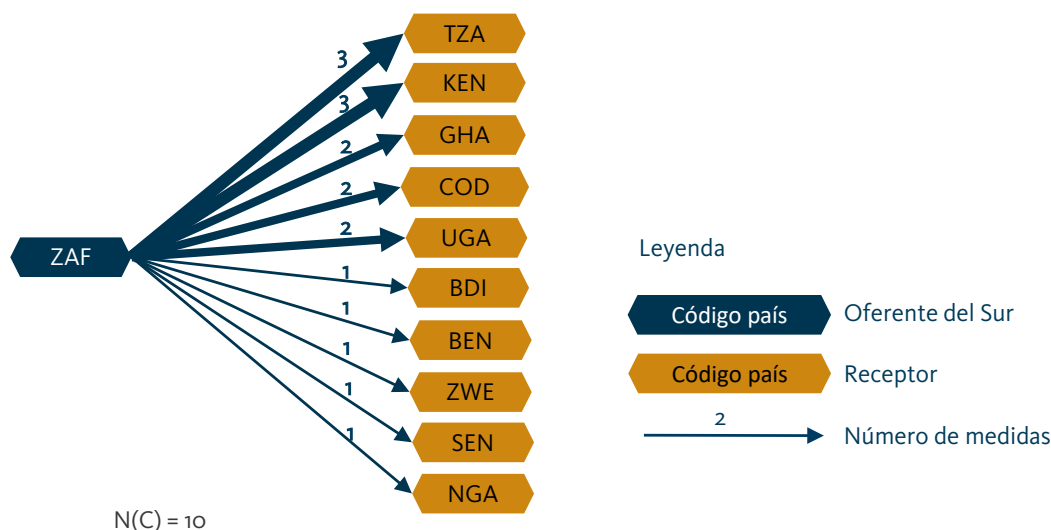 TZA
3
KEN
3
GHA
2
COD
2
UGA
2
ZAF
BDI
1
BEN
1
ZWE
1
SEN
1
NGA
1
N(C) = 10
Leyenda
Código país Oferente del Sur
Código país Receptor
2 Número de medidas